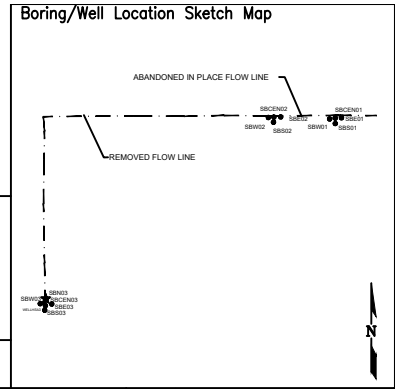 Boring/Well Location Sketch Map
ABANDONED IN PLACE FLOW LINE
SBCEN02
SBCEN01
SBW02
SBE02
SBW01
SBE01
SBS02
SBS01
REMOVED FLOW LINE
SBN03
SBW03
SBCEN03
SBE03
WELLHEAD
SBS03
N